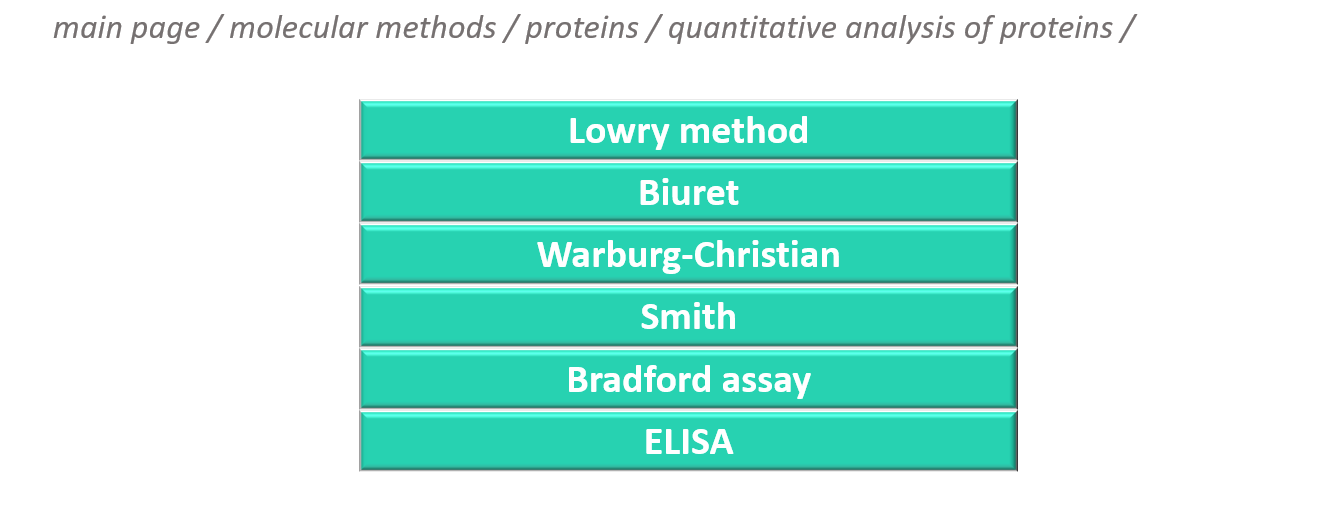 main page / molecular methods / proteins / quantitative analysis of proteins /
Lowry method
Biuret
Warburg-Christian
Smith
Bradford assay
ELISA